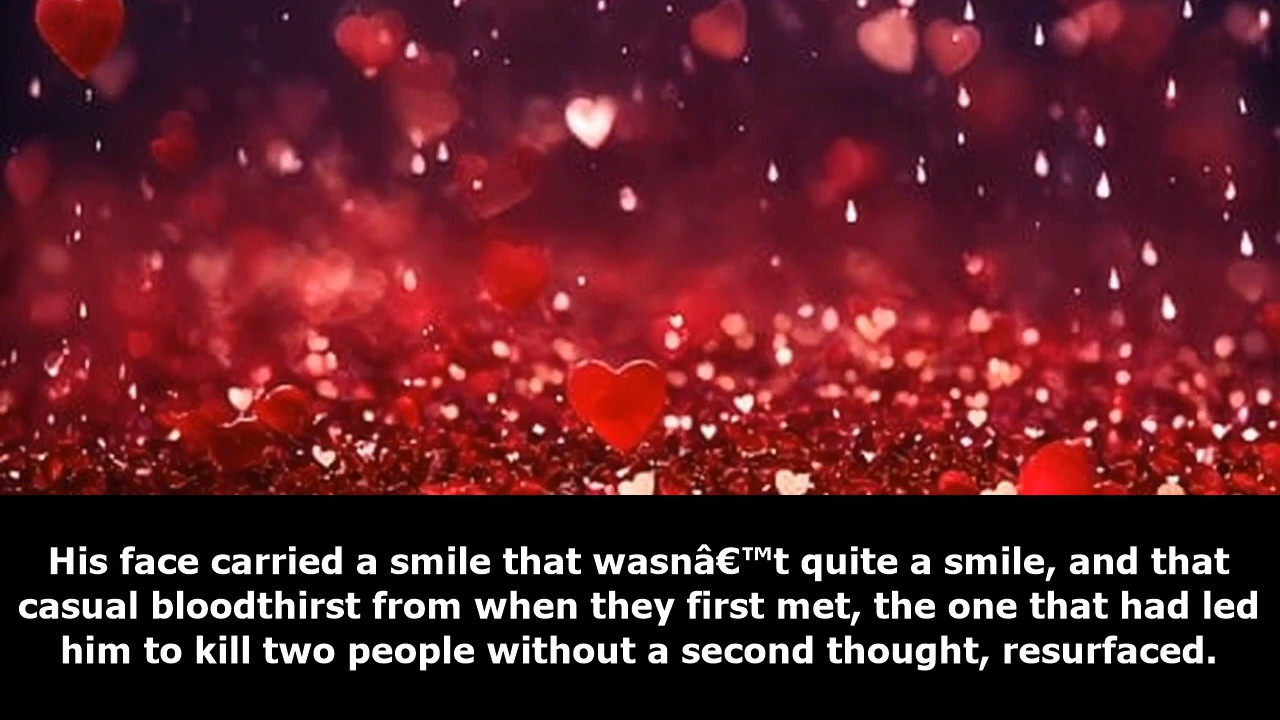 His face carried a smile that wasnâ€™t quite a smile, and that
casual bloodthirst from when they first met, the one that had led
him to kill two people without a second thought, resurfaced.